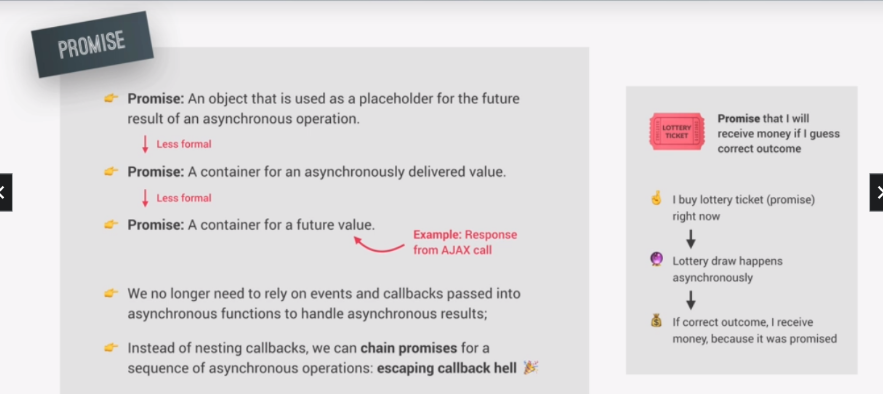 PROMISE
Promise: An object that is used as a placeholder for the future
result of an asynchronous operation.
Less formal
Promise: A container for an asynchronously delivered value.
Less formal
Promise: A container for a future value.
Example: Response
from AJAX call
We no longer need to rely on events and callbacks passed into
asynchronous functions to handle asynchronous results;
Instead of nesting callbacks, we can chain promises for a
sequence of asynchronous operations: escaping callback hell
LOTTERY
TICKET
Promise that I will
receive money if I guess
correct outcome
I buy lottery ticket (promise)
right now
Lottery draw happens
asynchronously
If correct outcome, I receive
money, because it was promised